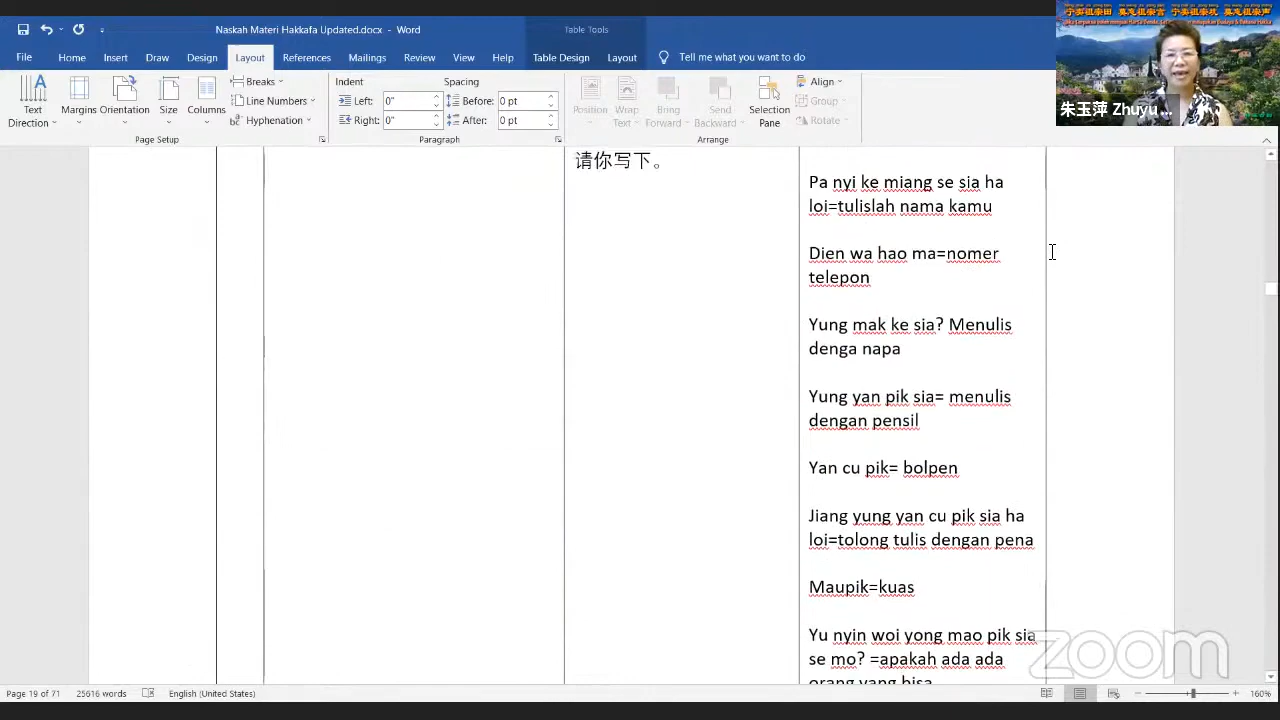 Naskah Materi Hakkafa Updated.docx - Word
Table Tools
File Home Insert Draw Design Layout References Mailings Review View Help Table Design Layout Tell me what you want to do
Text Direction
Margins
Orientation
Size
Columns
Breaks
Line Numbers
Hyphenation
Page Setup
Indent
Left: 0"
Right: 0"
Spacing
Before: 0 pt
After: 0 pt
Paragraph
Position
Wrap Text
Bring Forward
Send Backward
Selection Pane
Align
Group
Rotate
Arrange
朱玉萍 Zhuyu ...
请你写下。
Pa nyi ke miang se sia ha
loi=tulislah nama kamu
Dien wa hao ma=nomer
telepon
Yung mak ke sia? Menulis
denga napa
Yung yan pik sia= menulis
dengan pensil
Yan cu pik= bolpen
Jiang yung yan cu pik sia ha
loi=tolong tulis dengan pena
Maupik=kuas
Yu nyin woi yong mao pik sia
se mo? =apakah ada ada
orang yang bisa
zoom
Page 19 of 71 25616 words English (United States) 160%